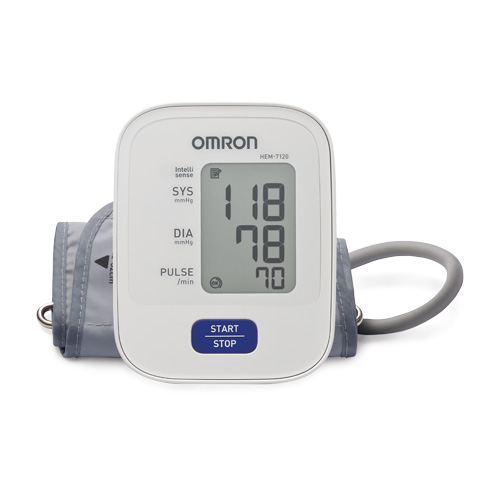 OMRON
HEM-7120
Intelli
sense
SYS
mmHg
118
DIA
mmHg
78
PULSE
/min
70
OK
START
STOP